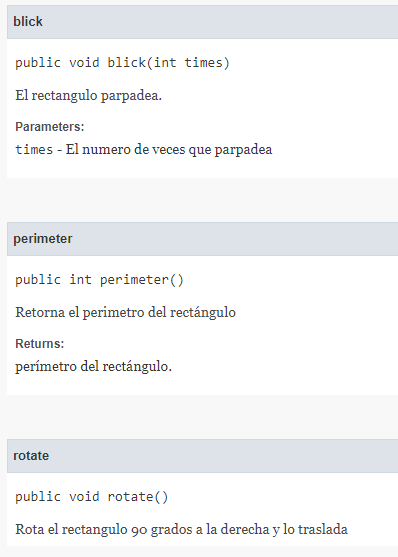 blick
public void blick(int times)
El rectangulo parpadea.
Parameters:
times - El numero de veces que parpadea
perimeter
public int perimeter()
Retorna el perimetro del rectángulo
Returns:
perímetro del rectángulo.
rotate
public void rotate()
Rota el rectangulo 90 grados a la derecha y lo traslada